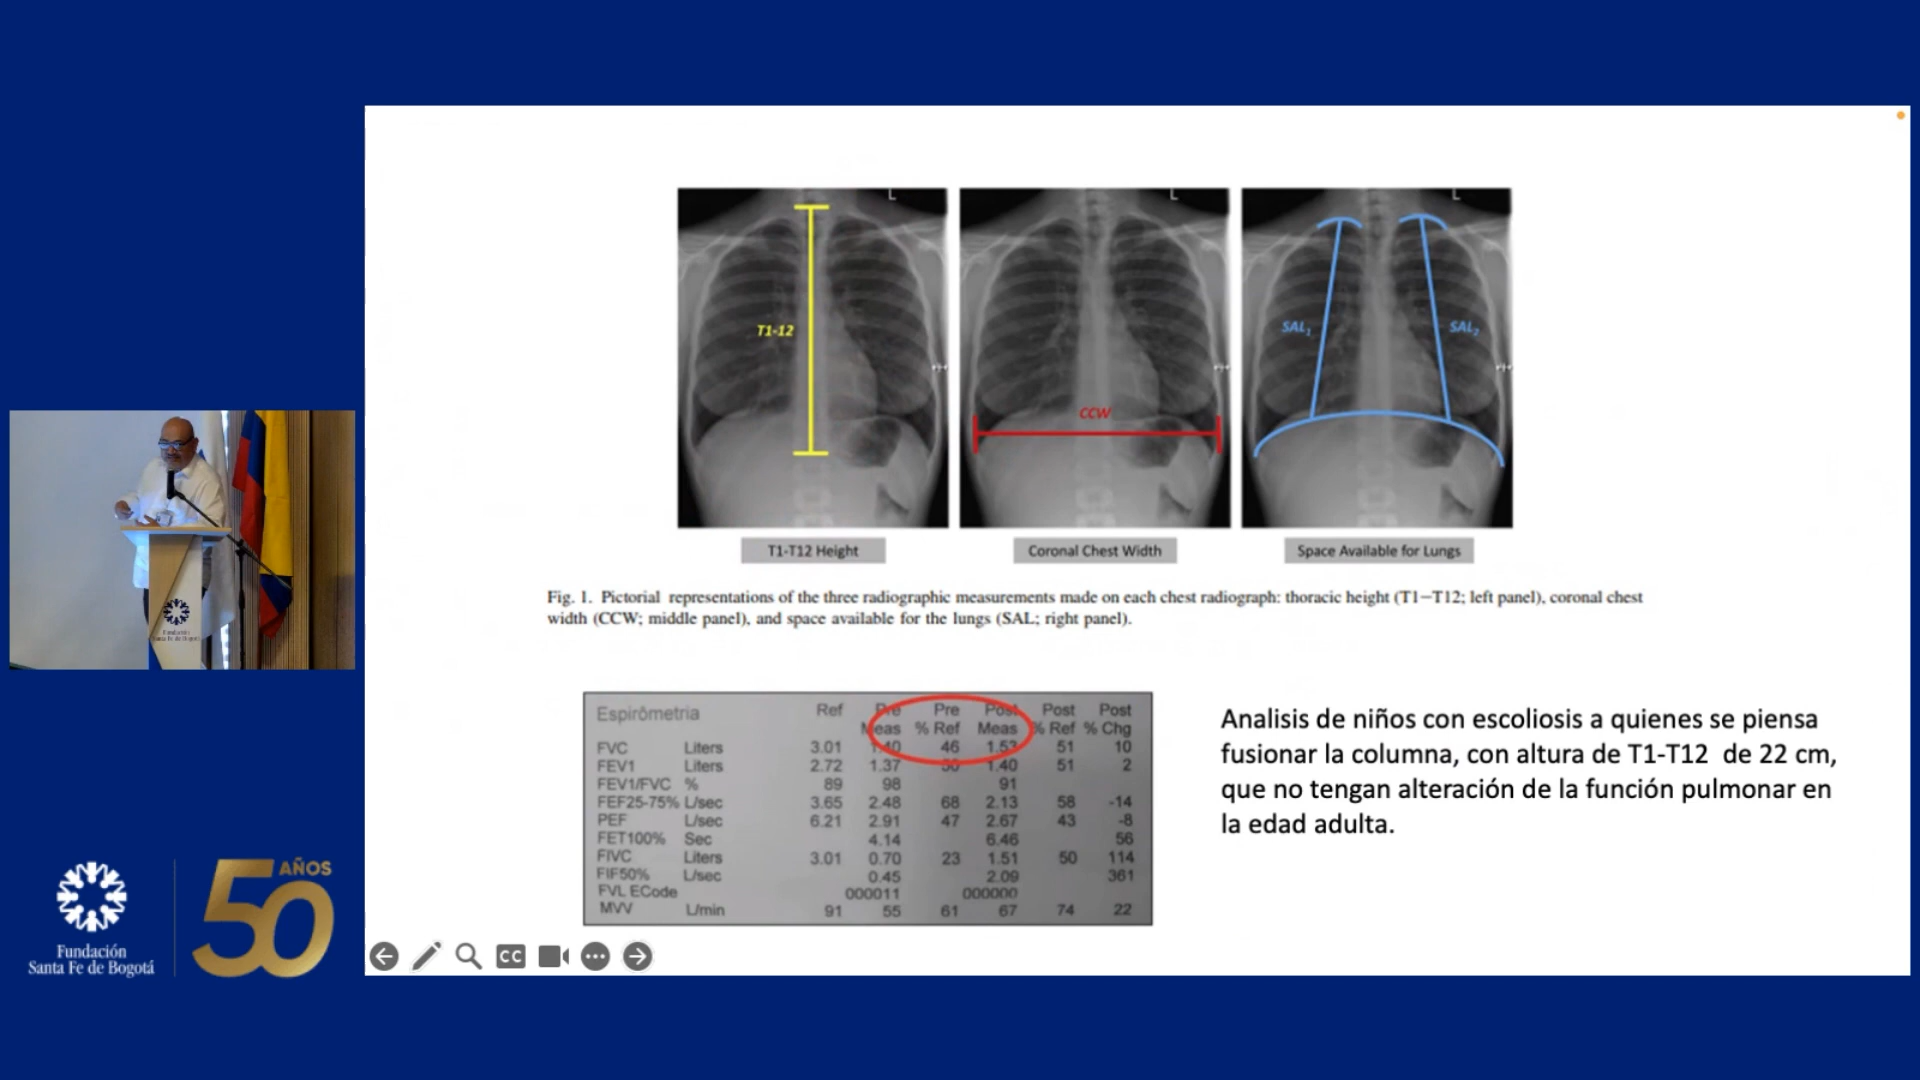 L
L
L
T1-12
CCW
SAL1
SAL2
T1-T12 Height
Coronal Chest Width
Space Available for Lungs
Fig. 1. Pictorial representations of the three radiographic measurements made on each chest radiograph: thoracic height (T1−T12; left panel), coronal chest
width (CCW; middle panel), and space available for the lungs (SAL; right panel).
Espirômetria Ref Pre Pre Post Post Post
Meas % Ref Meas % Ref % Chg
FVC Liters 3.01 1.40 46 1.53 51 10
FEV1 Liters 2.72 1.37 50 1.40 51 2
FEV1/FVC % 89 98 91
FEF25-75% L/sec 3.65 2.48 68 2.13 58 -14
PEF L/sec 6.21 2.91 47 2.67 43 -8
FET100% Sec 4.14 6.46 56
FIVC Liters 3.01 0.70 23 1.51 50 114
FIF50% L/sec 0.45 2.09 361
FVL ECode 000011 000000
MVV L/min 91 55 61 67 74 22
Analisis de niños con escoliosis a quienes se piensa
fusionar la columna, con altura de T1-T12 de 22 cm,
que no tengan alteración de la función pulmonar en
la edad adulta.
CC
Fundación
Santa Fe de Bogotá
Fundación
Santa Fe de Bogotá
50 AÑOS